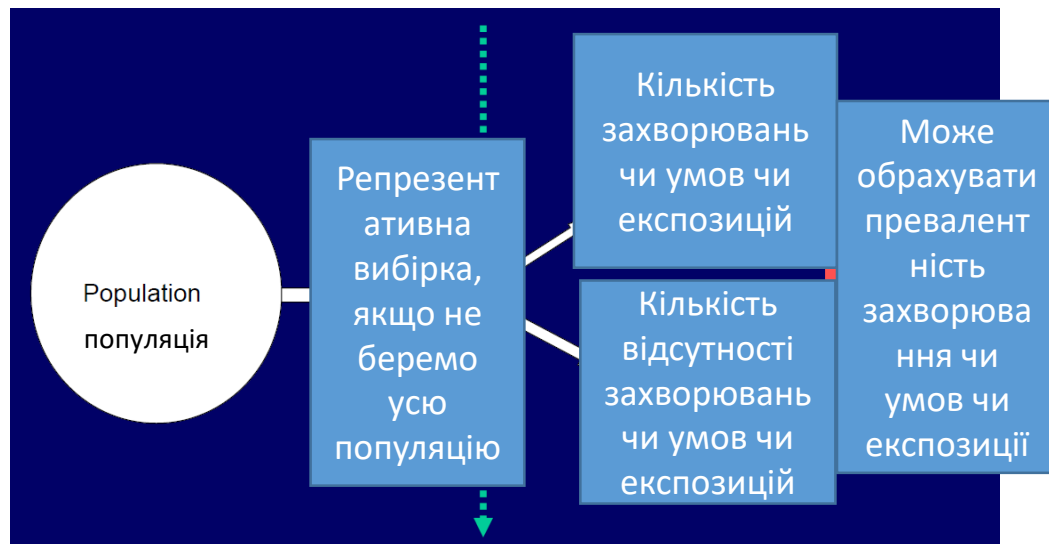 Population
популяція
Репрезент
ативна
вибірка,
якщо не
беремо
усю
популяцію
Кількість
захворювань
чи умов чи
експозицій
Кількість
відсутності
захворювань
чи умов чи
експозицій
Може
обрахувати
превалент
ність
захворюва
ння чи
умов чи
експозиції